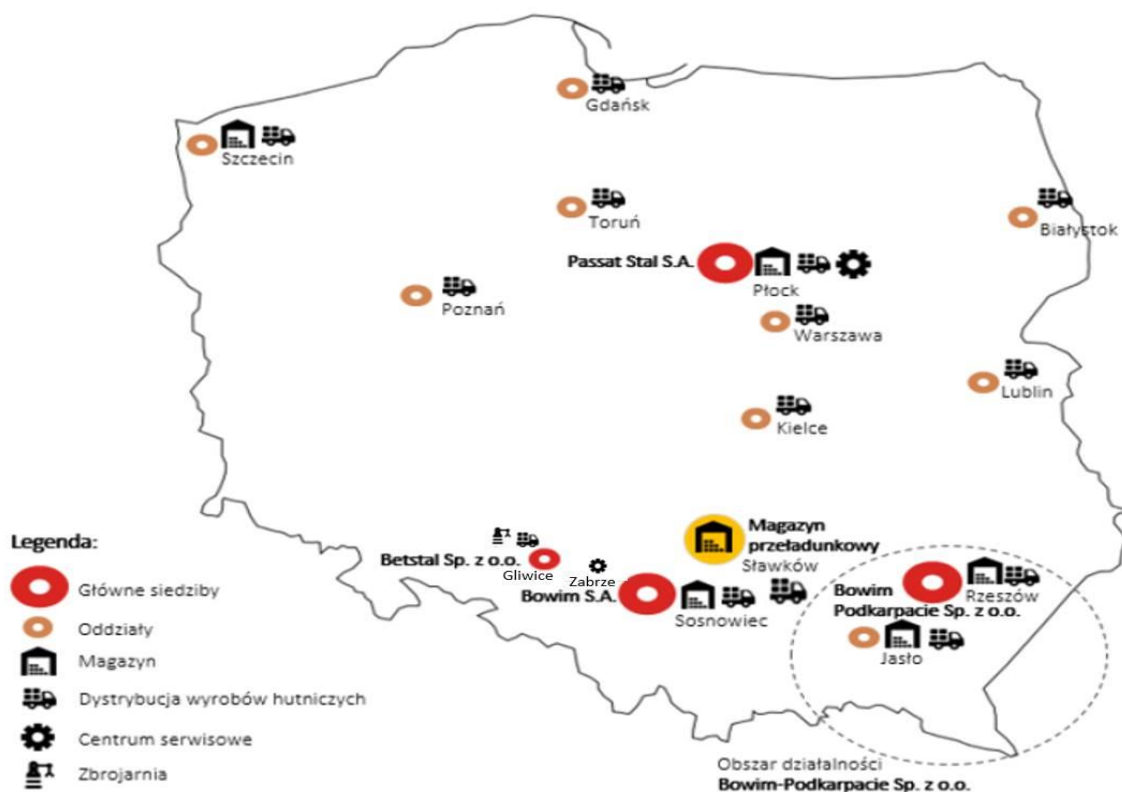 Gdańsk
Szczecin
Toruń
Białystok
Passat Stal S.A.
Płock
Poznań
Warszawa
Lublin
Kielce
Magazyn
przeładunkowy
Sławków
Betstal Sp. z o.o.
Gliwice
Zabrze
Bowim S.A.
Sosnowiec
Bowim
Podkarpacie Sp. z o.o.
Rzeszów
Jasło
Legenda:
Główne siedziby
Oddziały
Magazyn
Dystrybucja wyrobów hutniczych
Centrum serwisowe
Zbrojarnia
Obszar działalności
Bowim-Podkarpacie Sp. z o.o.